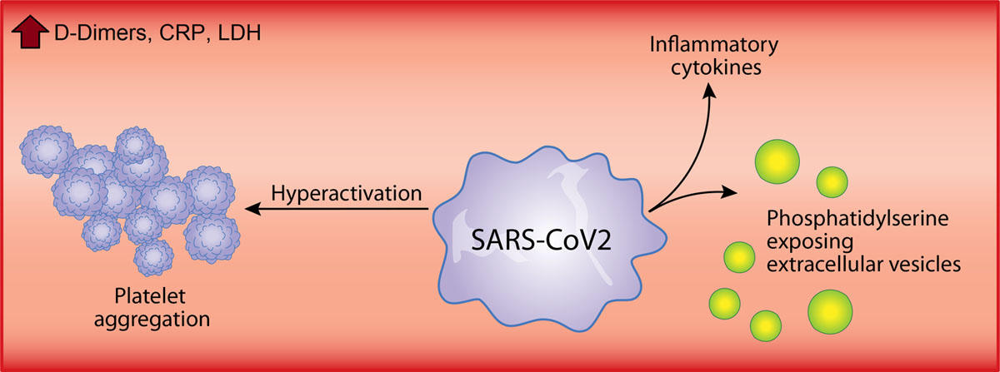 D-Dimers, CRP, LDH
Inflammatory
cytokines
Hyperactivation
SARS-CoV2
Phosphatidylserine
exposing
extracellular vesicles
Platelet
aggregation